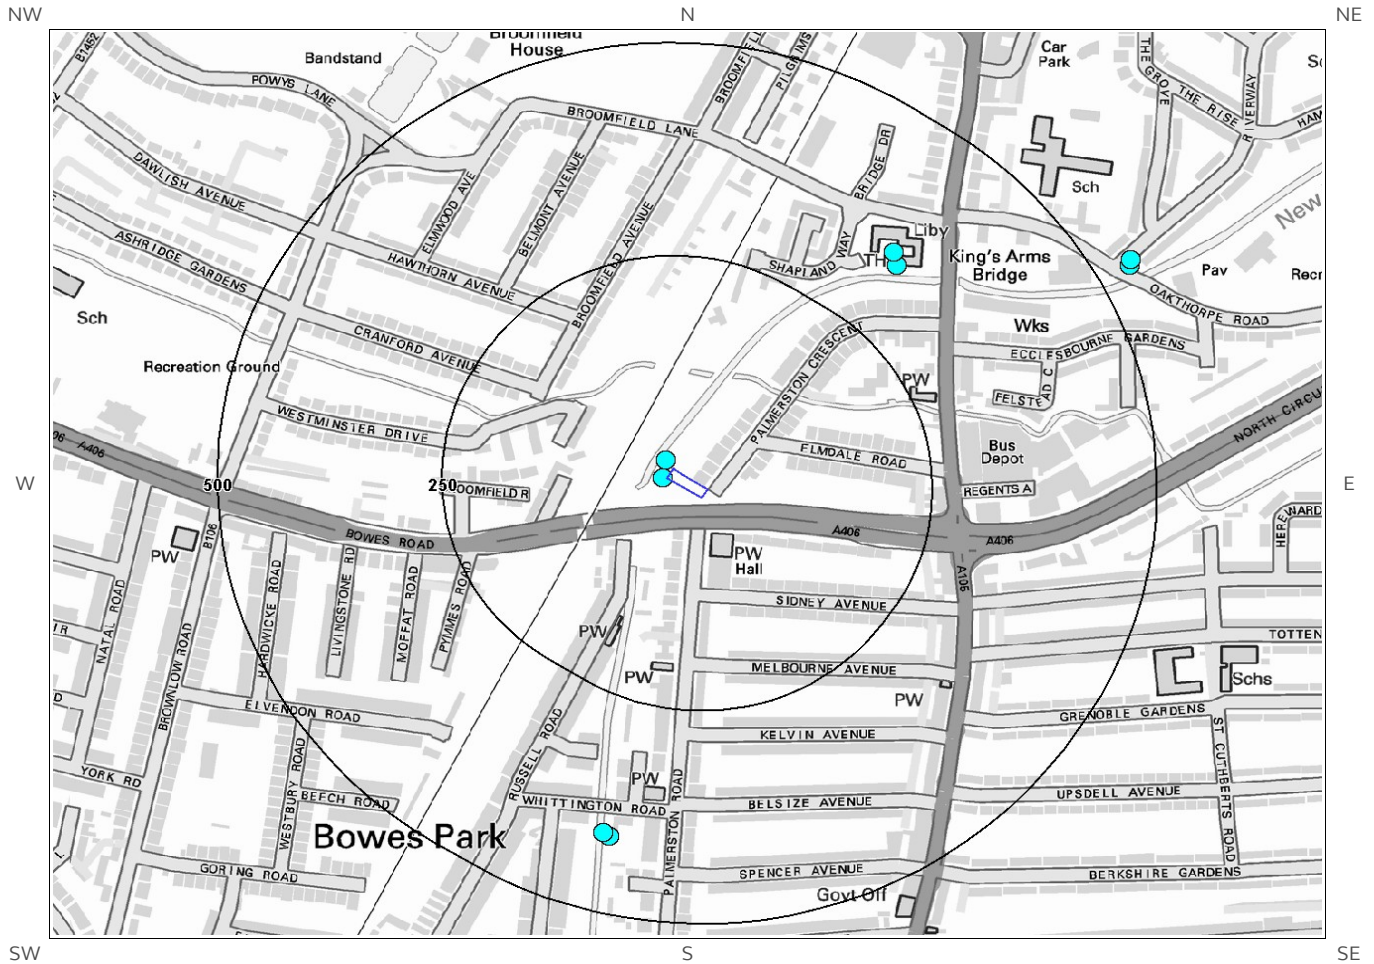 NW
N
NE
Broomfield
House
Bandstand
B1452
POWYS LANE
BROOMFIELD LANE
PILGRIMS
Car
Park
THE GROVE
THE RISE
RIVERWAY
DAWLISH AVENUE
ELMWOOD AVE
BELMONT AVENUE
BROOMFIELD AVENUE
BRIDGE DR
Sch
ASHRIDGE GARDENS
HAWTHORN AVENUE
SHAPLAND WAY
TH
Liby
King's Arms
Bridge
New
Pav
Recr
OAKTHORPE ROAD
Sch
CRANFORD AVENUE
Recreation Ground
PALMERSTON CRESCENT
Wks
ECCLESBOURNE GARDENS
PW
FELSTEAD C
WESTMINSTER DRIVE
ELMDALE ROAD
Bus
Depot
NORTH CIRCU
A406
W
500
250
OOMFIELD R
REGENTS A
E
HEREWARD
PW
B106
BOWES ROAD
A406
A406
PW
Hall
A105
NATAL ROAD
HARDWICKE ROAD
LIVINGSTONE RD
MOFFAT ROAD
PYMMES ROAD
SIDNEY AVENUE
PW
TOTTEN
BROWNLOW ROAD
PW
MELBOURNE AVENUE
PW
Schs
ELVENDON ROAD
GRENOBLE GARDENS
RUSSELL ROAD
KELVIN AVENUE
ST CUTHBERTS ROAD
YORK RD
WESTBURY ROAD
BEECH ROAD
PW
WHITTINGTON ROAD
BELSIZE AVENUE
UPSDELL AVENUE
Bowes Park
PALMERSTON ROAD
GORING ROAD
SPENCER AVENUE
BERKSHIRE GARDENS
Govt Off
SW
S
SE